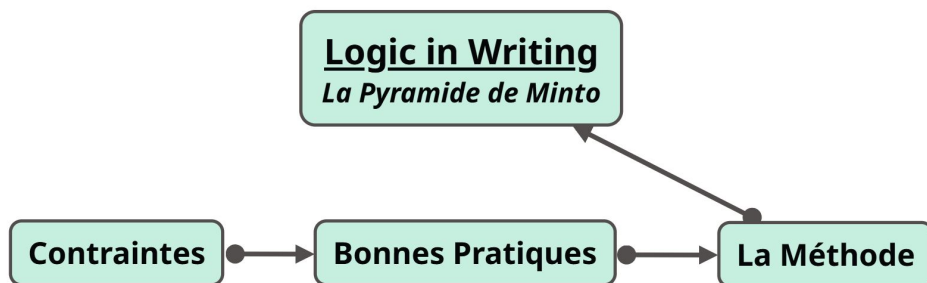 Logic in Writing
La Pyramide de Minto
Contraintes
Bonnes Pratiques
La Méthode